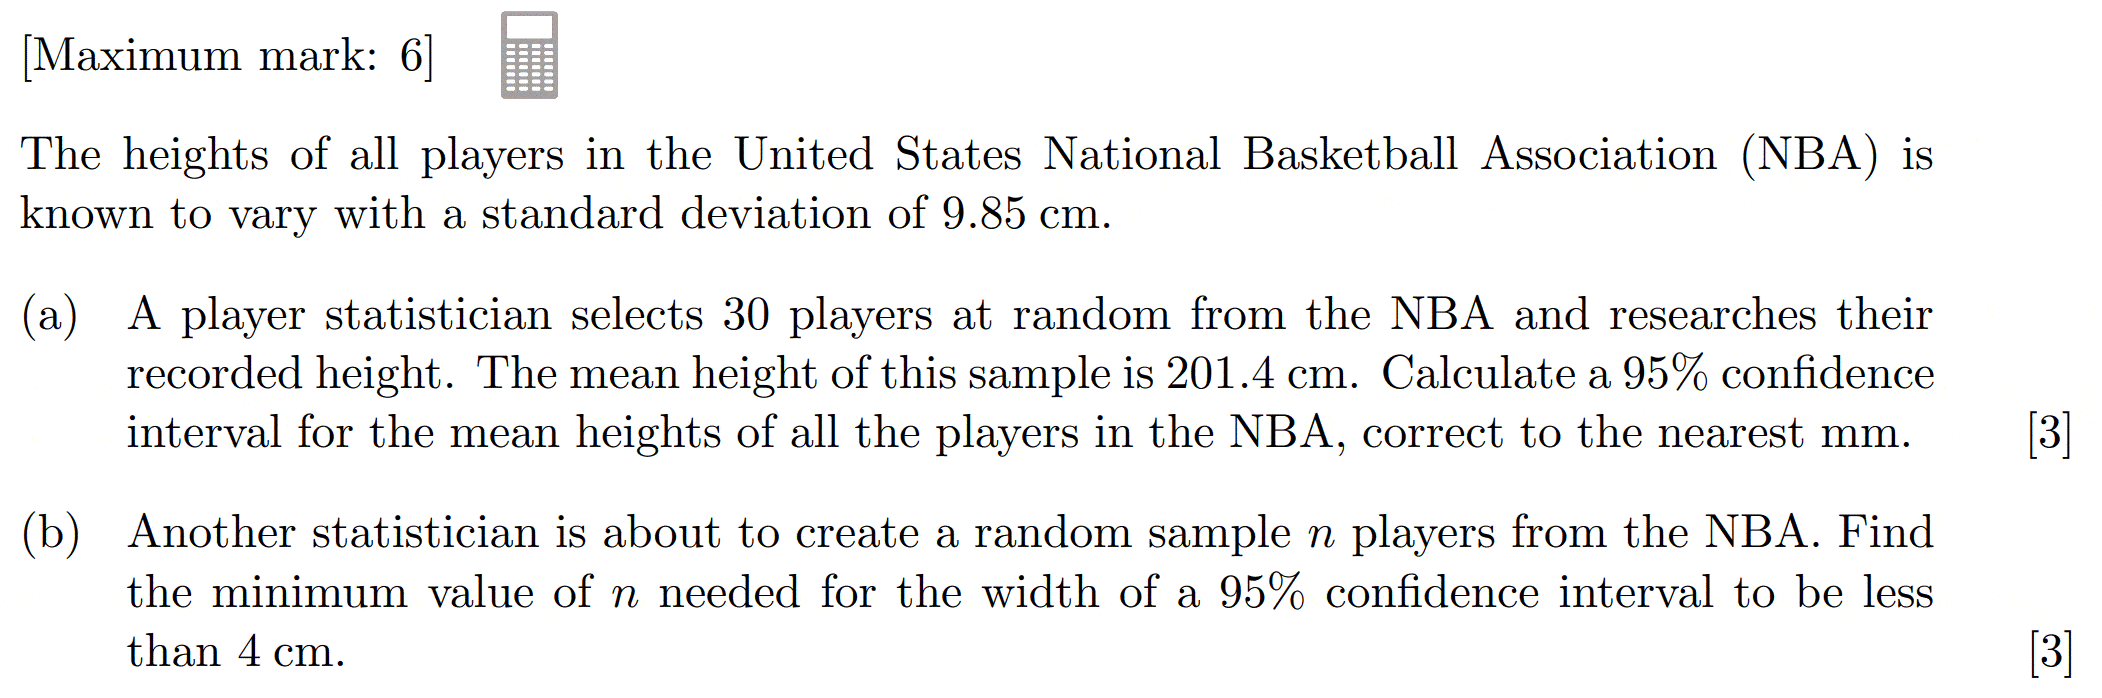 [Maximum mark: 6]
The heights of all players in the United States National Basketball Association (NBA) is
known to vary with a standard deviation of 9.85 cm.
(a) A player statistician selects 30 players at random from the NBA and researches their
recorded height. The mean height of this sample is 201.4 cm. Calculate a 95% confidence
interval for the mean heights of all the players in the NBA, correct to the nearest mm. [3]
(b) Another statistician is about to create a random sample n players from the NBA. Find
the minimum value of n needed for the width of a 95% confidence interval to be less
than 4 cm. [3]